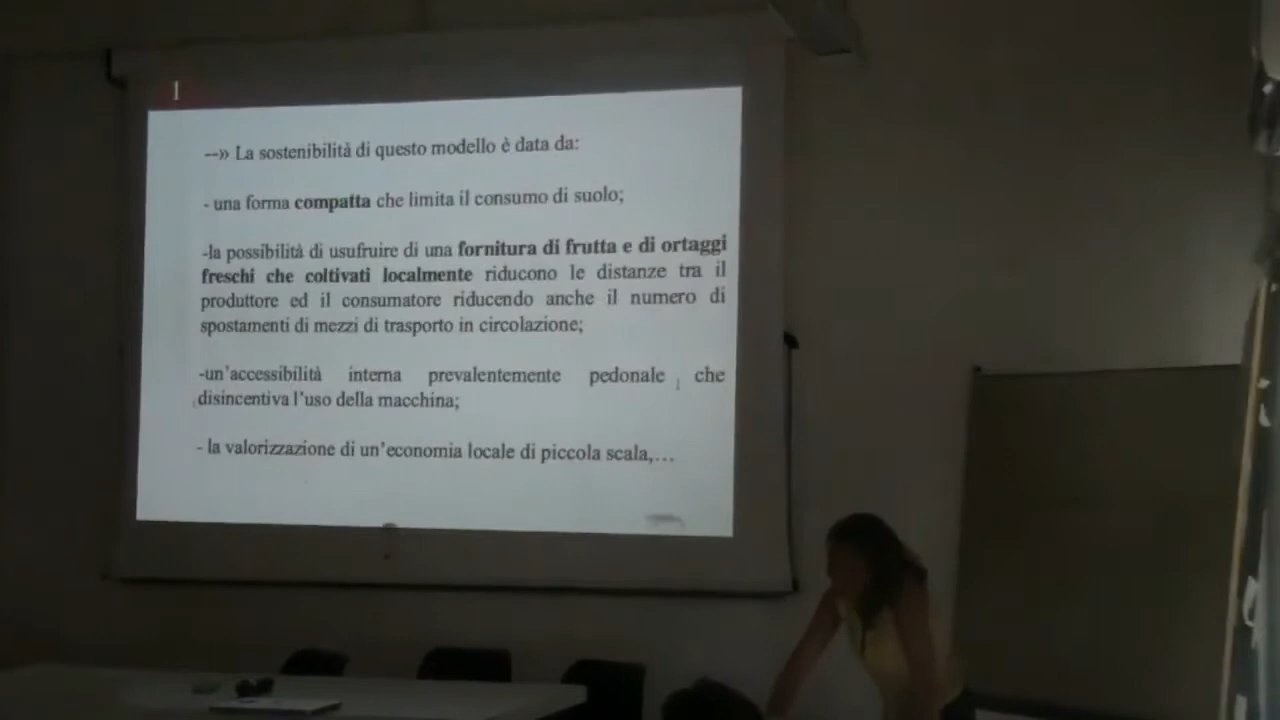 --» La sostenibilità di questo modello è data da:
- una forma compatta che limita il consumo di suolo;
-la possibilità di usufruire di una fornitura di frutta e di ortaggi
freschi che coltivati localmente riducono le distanze tra il
produttore ed il consumatore riducendo anche il numero di
spostamenti di mezzi di trasporto in circolazione;
-un'accessibilità interna prevalentemente pedonale che
disincentiva l'uso della macchina;
- la valorizzazione di un'economia locale di piccola scala,…